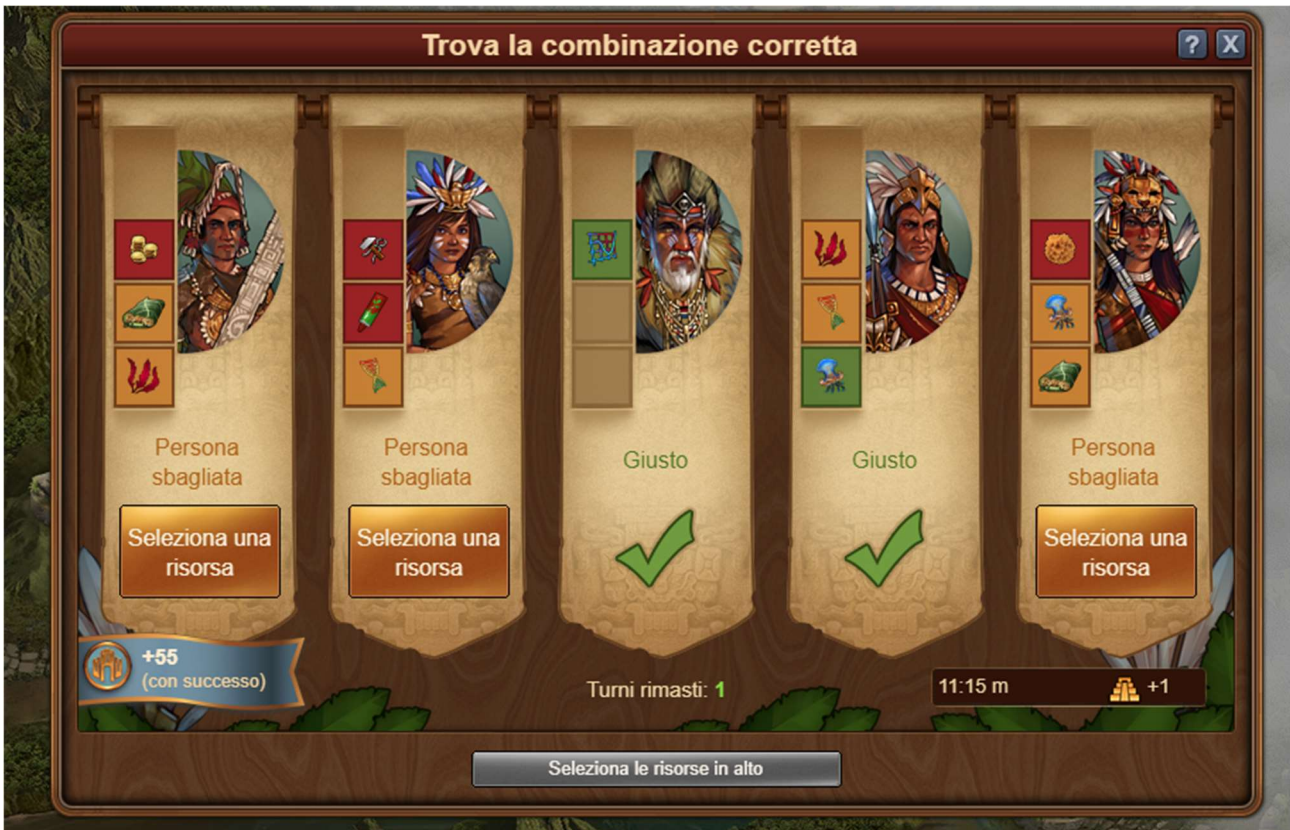 Trova la combinazione corretta
? X
Persona
sbagliata
Seleziona una
risorsa
Persona
sbagliata
Seleziona una
risorsa
Giusto
Giusto
Persona
sbagliata
Seleziona una
risorsa
+55
(con successo)
Turni rimasti: 1
11:15 m
+1
Seleziona le risorse in alto